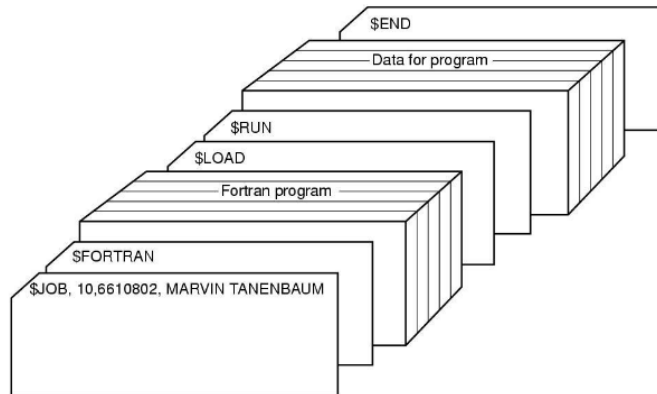 $END
Data for program
$RUN
$LOAD
Fortran program
$FORTRAN
$JOB, 10,6610802, MARVIN TANENBAUM